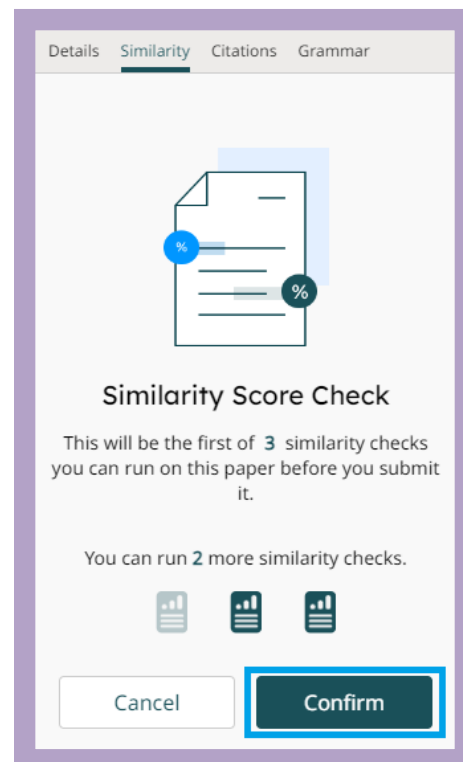 Details Similarity Citations Grammar
%
%
Similarity Score Check
This will be the first of 3 similarity checks
you can run on this paper before you submit
it.
You can run 2 more similarity checks.
Cancel Confirm